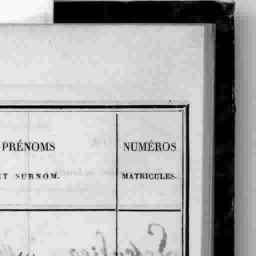 PRÉNOMS
ET SURNOM.
NUMÉROS
MATRICULES.